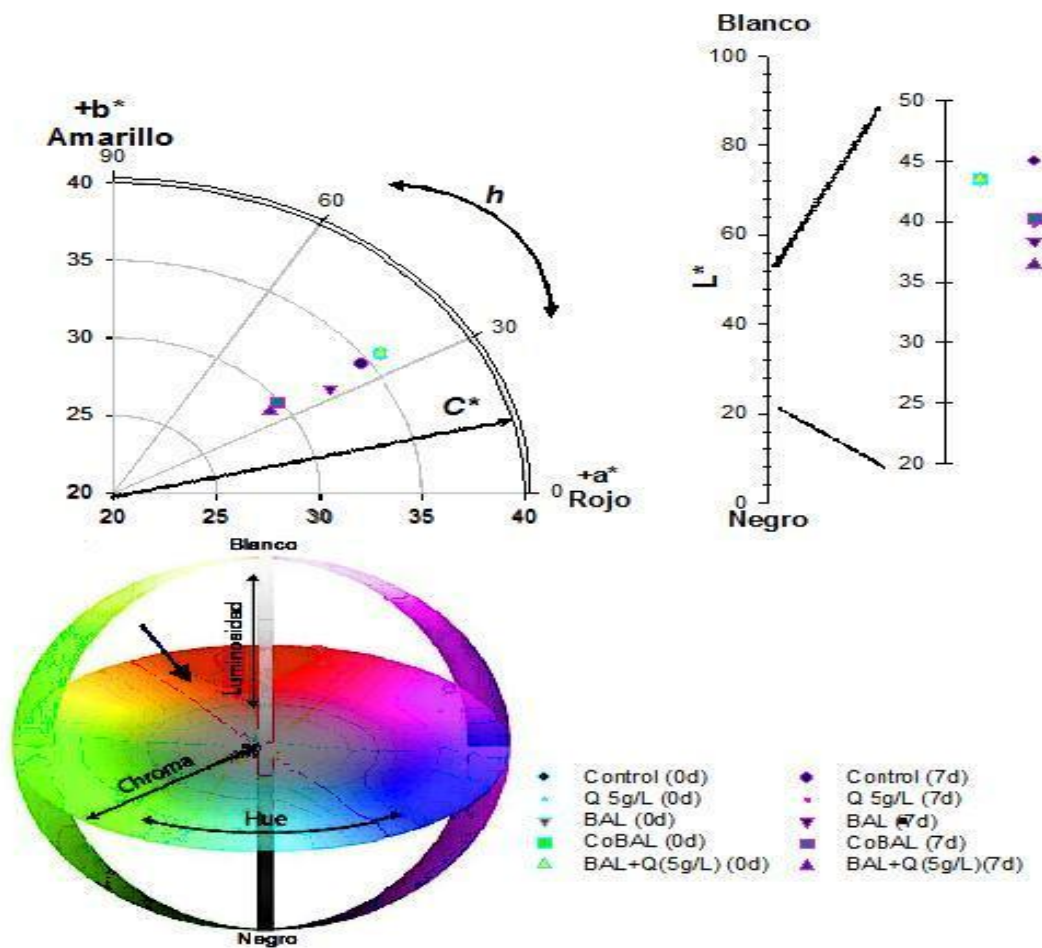 +b*
Amarillo
90
40
35
30
25
20
60
h
30
C*
+a*
0
Rojo
20 25 30 35 40
Blanco
100
80
60
L*
40
20
0
Negro
50
45
40
35
30
25
20
Blanco
Luminosidad
Chroma
Hue
Negro
Control (0d)
Q 5g/L (0d)
BAL (0d)
CoBAL (0d)
BAL+Q(5g/L) (0d)
Control (7d)
Q 5g/L (7d)
BAL (7d)
CoBAL (7d)
BAL+Q(5g/L)(7d)